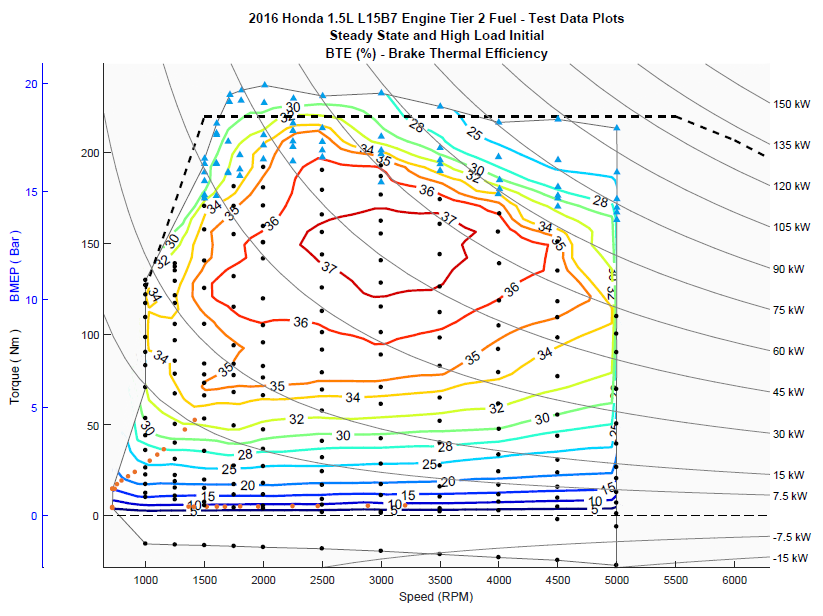 2016 Honda 1.5L L15B7 Engine Tier 2 Fuel - Test Data Plots
Steady State and High Load Initial
BTE (%) - Brake Thermal Efficiency
20
15
10
5
0
BMEP ( Bar )
200
150
100
50
0
Torque ( Nm )
30
32
28
25
34
35
30
32
36
28
34
35
36
37
34
35
30
32
37
36
30
32
34
36
34
35
35
35
34
32
32
30
30
30
28
28
25
25
20
20
15
15
15
10
10
10
5
5
5
150 kW
135 kW
120 kW
105 kW
90 kW
75 kW
60 kW
45 kW
30 kW
15 kW
7.5 kW
-7.5 kW
-15 kW
1000 1500 2000 2500 3000 3500 4000 4500 5000 5500 6000
Speed (RPM)